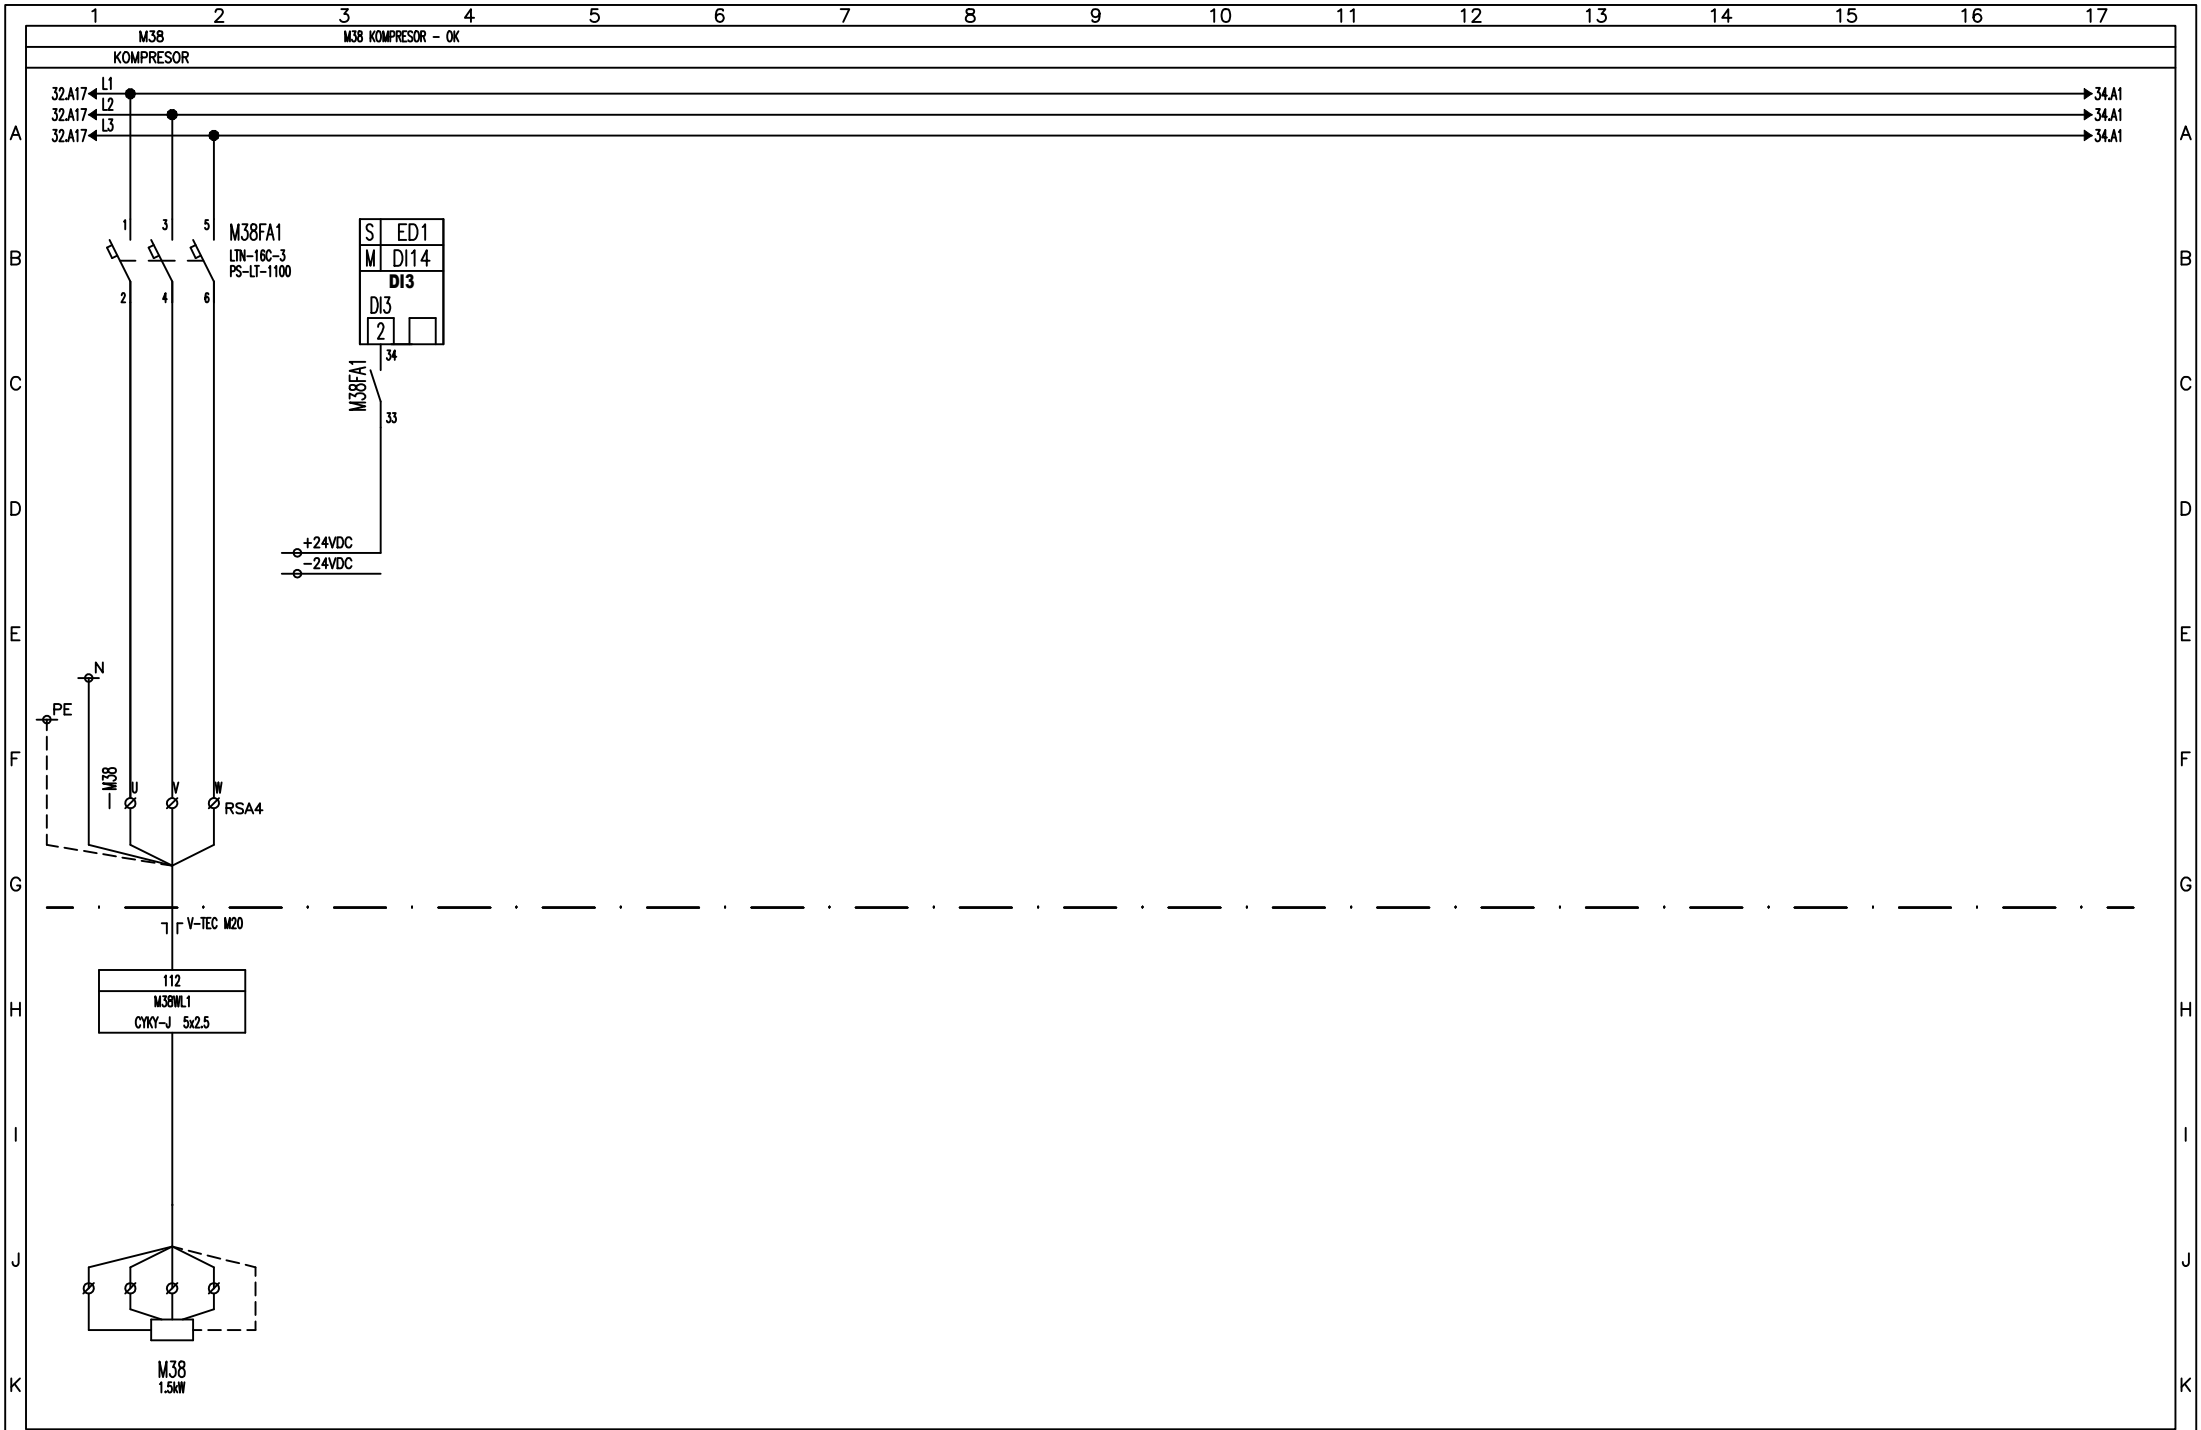 1 2 3 4 5 6 7 8 9 10 11 12 13 14 15 16 17
M38 M38 KOMPRESOR - OK
KOMPRESOR
32.A17 L1 34.A1
32.A17 L2 34.A1
32.A17 L3 34.A1
A A
1 3 5 M38FA1
LTN-16C-3
PS-LT-1100
2 4 6
S ED1
M DI14
DI3
DI3
2
B B
34
M38FA1
33
C C
D D
+24VDC
-24VDC
E E
N
PE
F F
-M38 U V W RSA4
G G
V-TEC M20
112
M38WL1
CYKY-J 5x2.5
H H
I I
J J
M38
1.5kW
K K